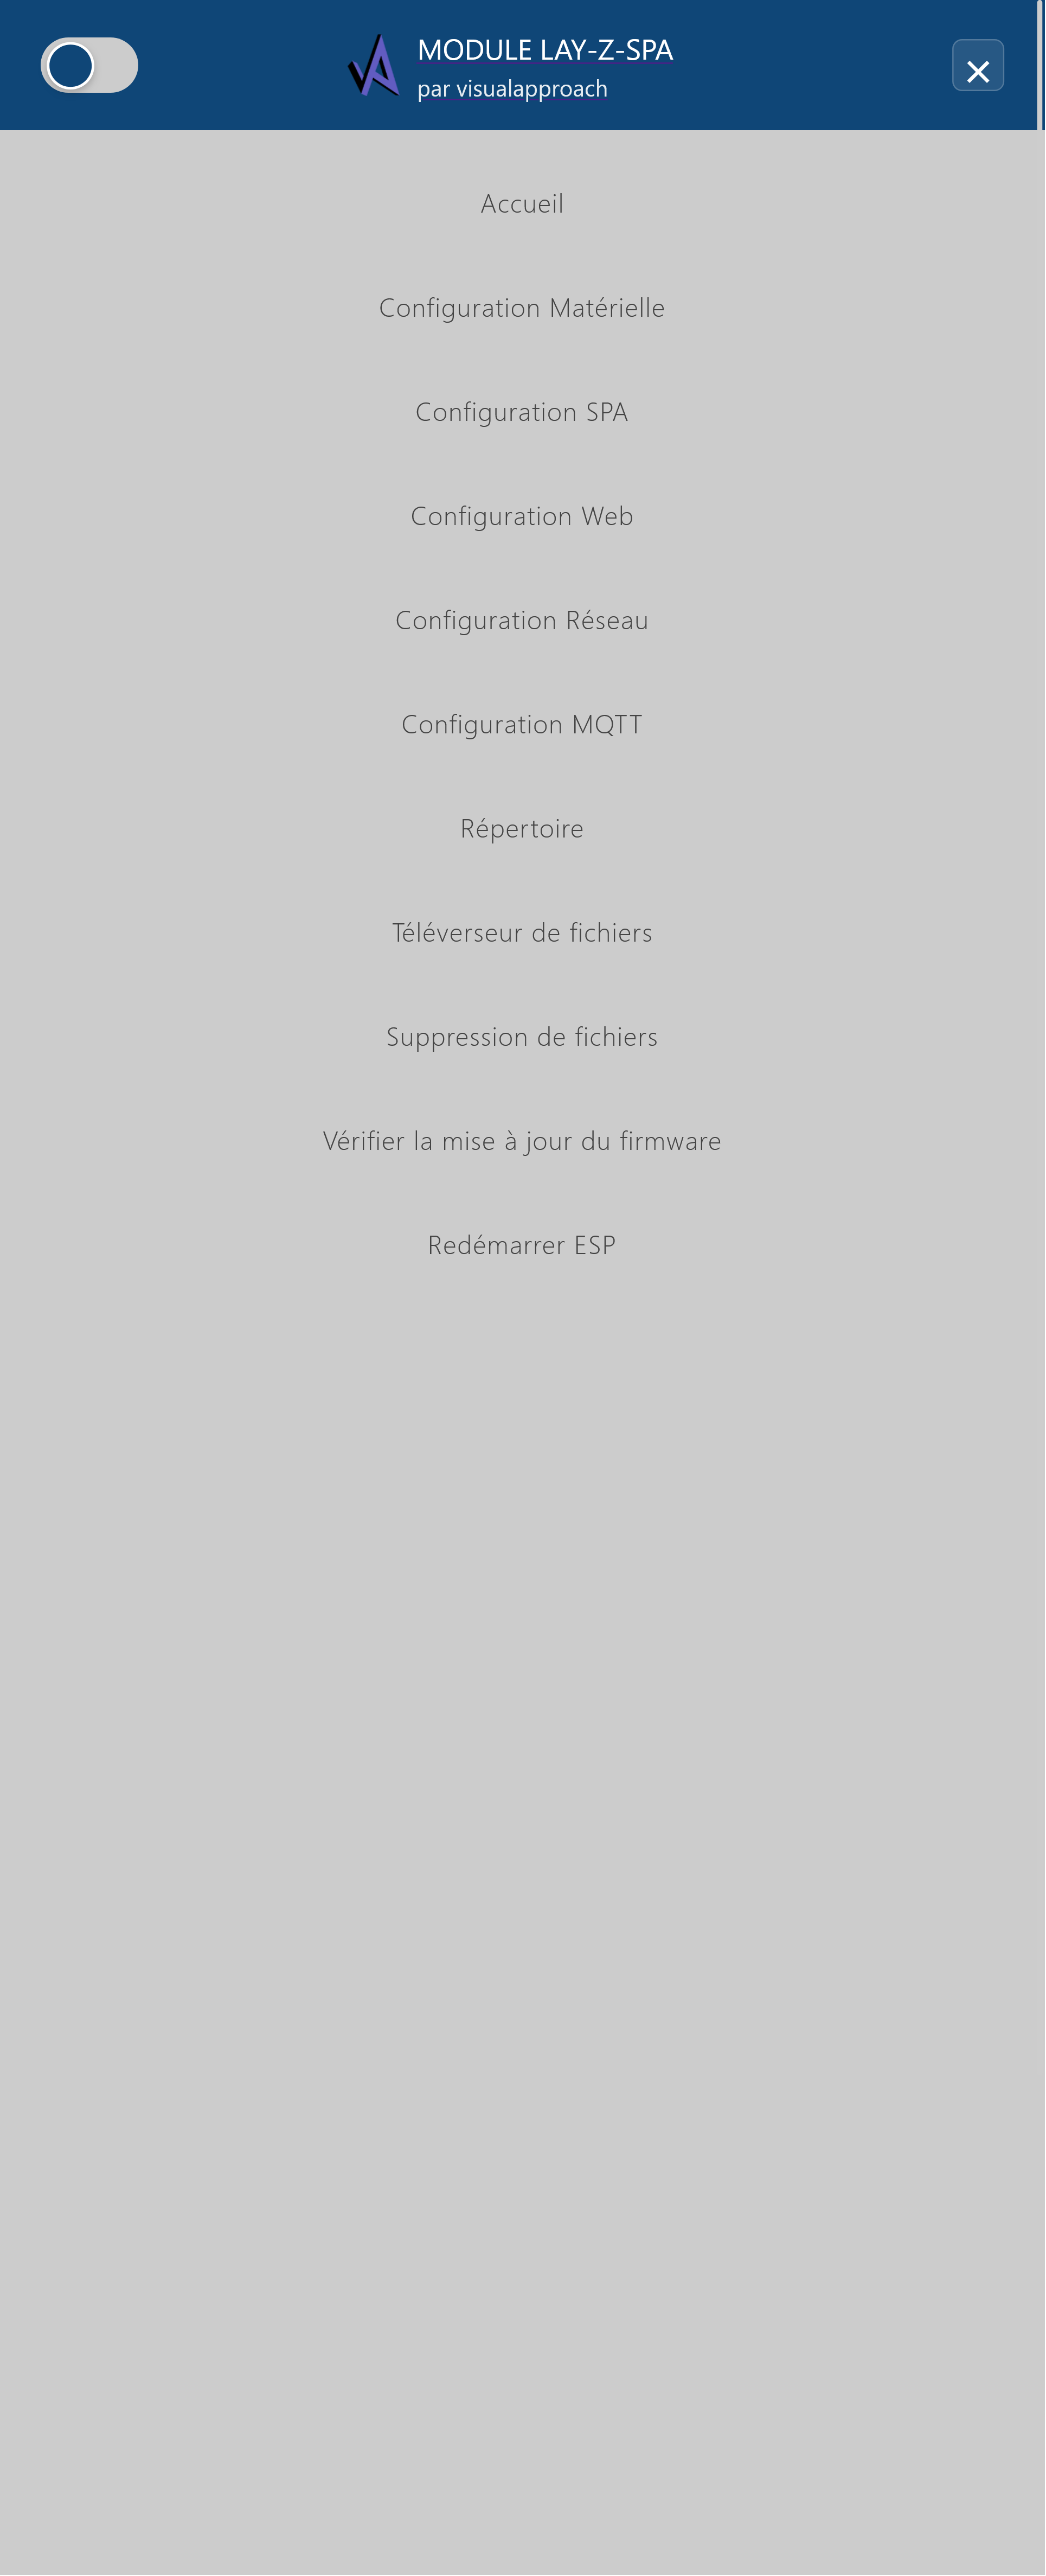 MODULE LAY-Z-SPA
par visualapproach
Accueil
Configuration Matérielle
Configuration SPA
Configuration Web
Configuration Réseau
Configuration MQTT
Répertoire
Téléverseur de fichiers
Suppression de fichiers
Vérifier la mise à jour du firmware
Redémarrer ESP